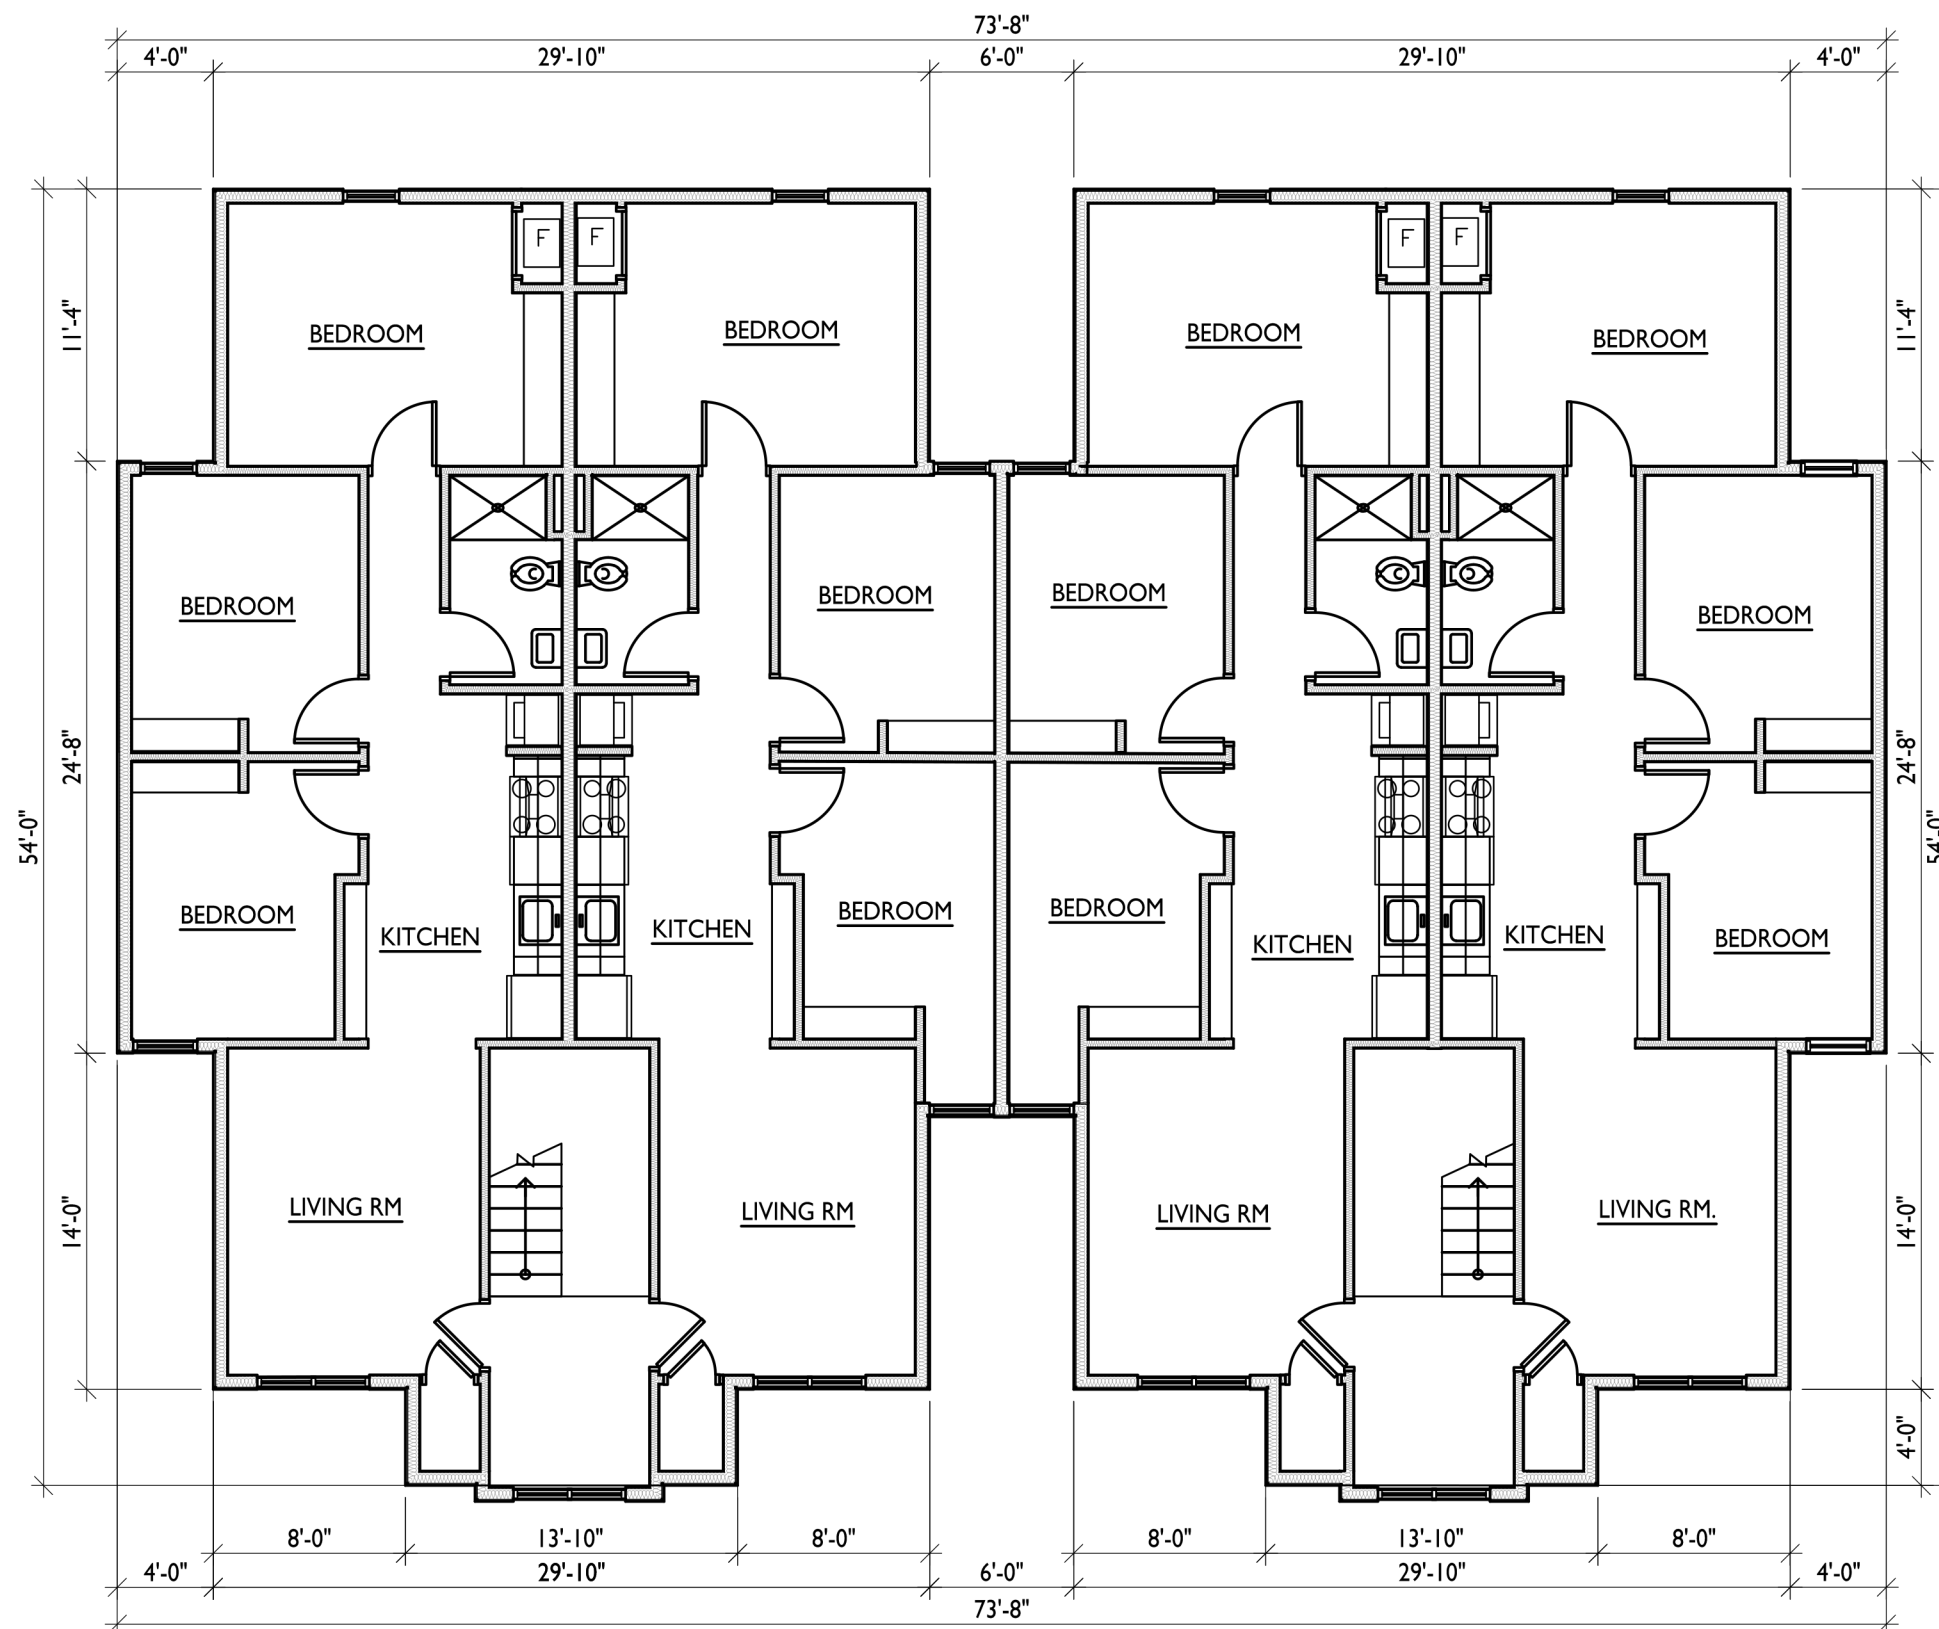 73'-8"
4'-0" 29'-10" 6'-0" 29'-10" 4'-0"
F F F F
11'-4" 11'-4"
BEDROOM BEDROOM BEDROOM BEDROOM
BEDROOM BEDROOM BEDROOM BEDROOM
24'-8" 24'-8"
54'-0" 54'-0"
BEDROOM BEDROOM BEDROOM BEDROOM
KITCHEN KITCHEN KITCHEN KITCHEN
LIVING RM LIVING RM LIVING RM LIVING RM.
14'-0" 14'-0"
4'-0"
8'-0" 13'-10" 8'-0" 8'-0" 13'-10" 8'-0"
4'-0" 29'-10" 6'-0" 29'-10" 4'-0"
73'-8"